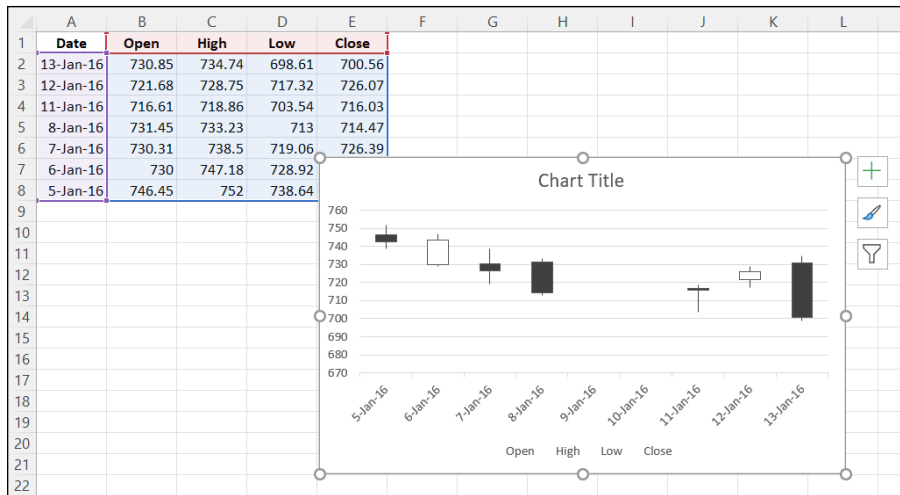 A B C D E F G H I J K L
1 Date Open High Low Close
2 13-Jan-16 730.85 734.74 698.61 700.56
3 12-Jan-16 721.68 728.75 717.32 726.07
4 11-Jan-16 716.61 718.86 703.54 716.03
5 8-Jan-16 731.45 733.23 713 714.47
6 7-Jan-16 730.31 738.5 719.06 726.39
7 6-Jan-16 730 747.18 728.92
8 5-Jan-16 746.45 752 738.64
9
10
11
12
13
14
15
16
17
18
19
20
21
22
Chart Title
760
750
740
730
720
710
700
690
680
670
5-Jan-16 6-Jan-16 7-Jan-16 8-Jan-16 9-Jan-16 10-Jan-16 11-Jan-16 12-Jan-16 13-Jan-16
Open High Low Close